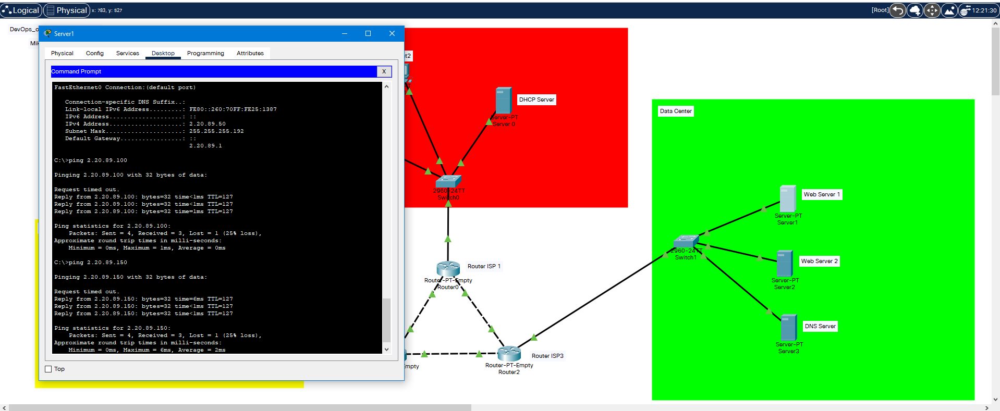 Logical
Physical
x: 783, y: 527
[Root]
12:21:30
DevOps_o
Mik
Server1
Physical
Config
Services
Desktop
Programming
Attributes
Command Prompt
X
FastEthernet0 Connection:(default port)
Connection-specific DNS Suffix..:
Link-local IPv6 Address.........: FE80::260:70FF:FE25:1387
IPv6 Address....................: ::
IPv4 Address....................: 2.20.89.50
Subnet Mask.....................: 255.255.255.192
Default Gateway.................: ::
2.20.89.1
C:\>ping 2.20.89.100
Pinging 2.20.89.100 with 32 bytes of data:
Request timed out.
Reply from 2.20.89.100: bytes=32 time<1ms TTL=127
Reply from 2.20.89.100: bytes=32 time<1ms TTL=127
Reply from 2.20.89.100: bytes=32 time=1ms TTL=127
Ping statistics for 2.20.89.100:
Packets: Sent = 4, Received = 3, Lost = 1 (25% loss),
Approximate round trip times in milli-seconds:
Minimum = 0ms, Maximum = 1ms, Average = 0ms
C:\>ping 2.20.89.150
Pinging 2.20.89.150 with 32 bytes of data:
Request timed out.
Reply from 2.20.89.150: bytes=32 time=6ms TTL=127
Reply from 2.20.89.150: bytes=32 time<1ms TTL=127
Reply from 2.20.89.150: bytes=32 time<1ms TTL=127
Ping statistics for 2.20.89.150:
Packets: Sent = 4, Received = 3, Lost = 1 (25% loss),
Approximate round trip times in milli-seconds:
Minimum = 0ms, Maximum = 6ms, Average = 2ms
Top
t2
DHCP Server
Server-PT
Server 0
2960-24TT
Switch0
Router ISP 1
Router-PT-Empty
Router0
mpty
Router ISP3
Router-PT-Empty
Router2
Data Center
Web Server 1
Server-PT
Server1
2960-24TT
Switch1
Web Server 2
Server-PT
Server2
DNS Server
Server-PT
Server3